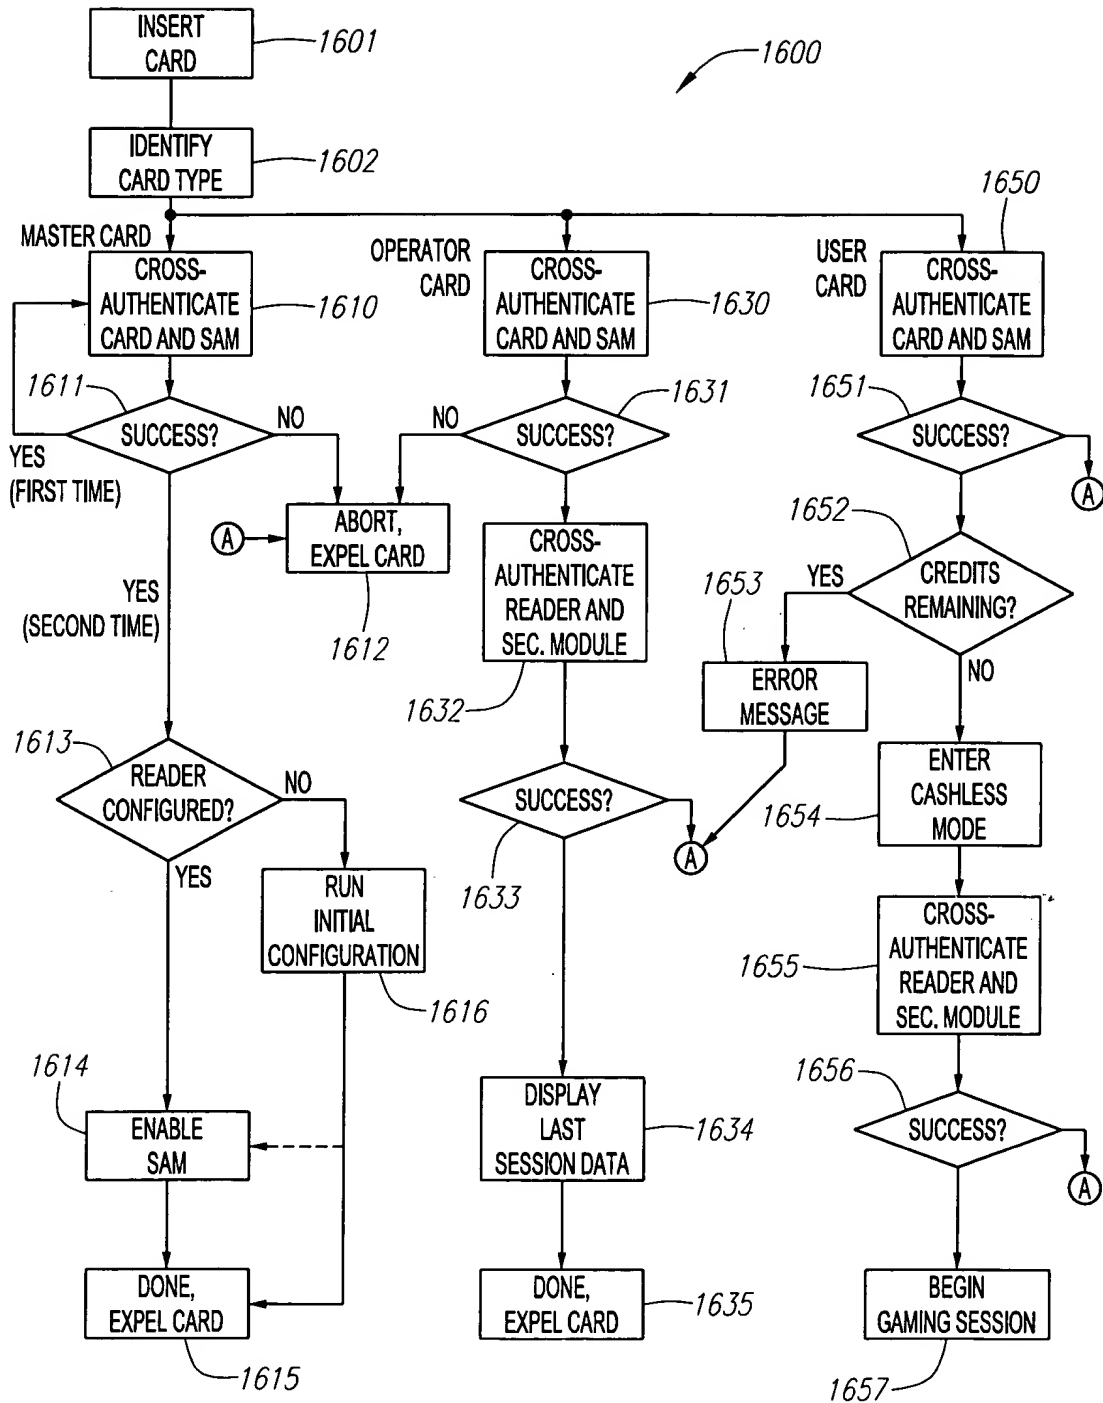 INSERT
CARD
1601
1600
IDENTIFY
CARD TYPE
1602
MASTER CARD
CROSS-
AUTHENTICATE
CARD AND SAM
1610
OPERATOR
CARD
CROSS-
AUTHENTICATE
CARD AND SAM
1630
USER
CARD
1650
CROSS-
AUTHENTICATE
CARD AND SAM
1611
SUCCESS?
NO
YES
(FIRST TIME)
NO
SUCCESS?
1631
1651
SUCCESS?
A
A
ABORT,
EXPEL CARD
1612
CROSS-
AUTHENTICATE
READER AND
SEC. MODULE
1632
1652
CREDITS
REMAINING?
YES
NO
1653
ERROR
MESSAGE
YES
(SECOND TIME)
1613
READER
CONFIGURED?
NO
YES
SUCCESS?
1633
A
ENTER
CASHLESS
MODE
1654
RUN
INITIAL
CONFIGURATION
1616
CROSS-
AUTHENTICATE
READER AND
SEC. MODULE
1655
1614
ENABLE
SAM
DISPLAY
LAST
SESSION DATA
1634
1656
SUCCESS?
A
DONE,
EXPEL CARD
1615
DONE,
EXPEL CARD
1635
BEGIN
GAMING SESSION
1657